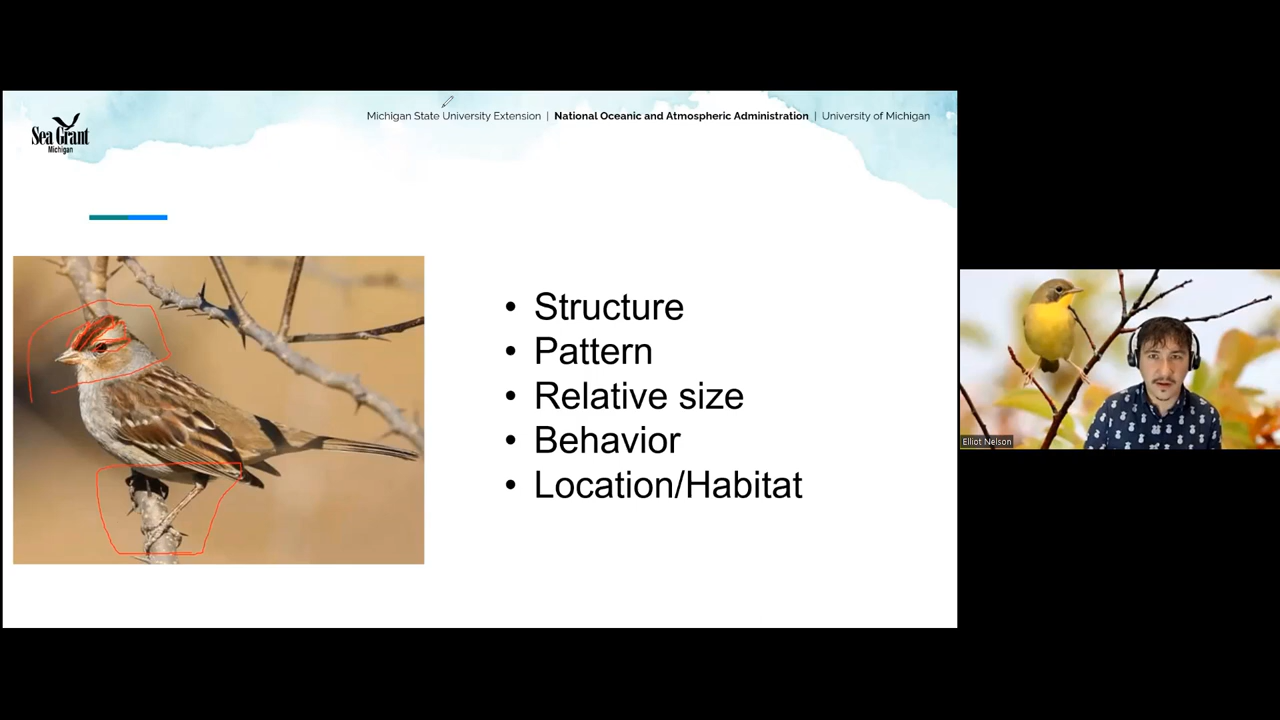 Michigan State University Extension | National Oceanic and Atmospheric Administration | University of Michigan
Sea Grant
Michigan
• Structure
• Pattern
• Relative size
• Behavior
• Location/Habitat
Elliot Nelson